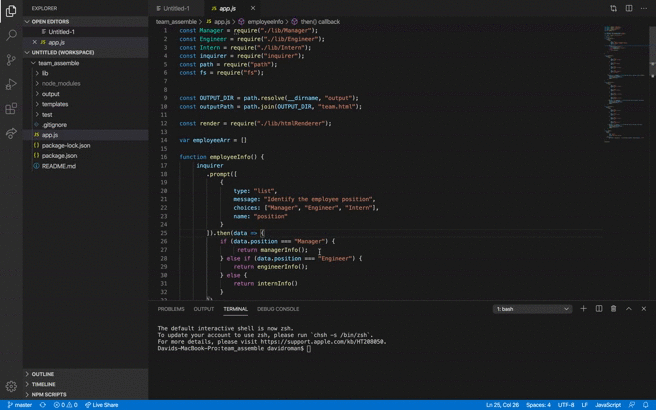 EXPLORER
OPEN EDITORS
Untitled-1
JS app.js
UNTITLED (WORKSPACE)
team_assemble
lib
node_modules
output
templates
test
.gitignore
JS app.js
package-lock.json
package.json
README.md
OUTLINE
TIMELINE
NPM SCRIPTS
Untitled-1
JS app.js
team_assemble > JS app.js > employeeInfo > then() callback
1 const Manager = require("./lib/Manager");
2 const Engineer = require("./lib/Engineer");
3 const Intern = require("./lib/Intern");
4 const inquirer = require("inquirer");
5 const path = require("path");
6 const fs = require("fs");
7
8
9 const OUTPUT_DIR = path.resolve(__dirname, "output");
10 const outputPath = path.join(OUTPUT_DIR, "team.html");
11
12 const render = require("./lib/htmlRenderer");
13
14 var employeeArr = []
15
16 function employeeInfo() {
17 inquirer
18 .prompt([
19 {
20 type: "list",
21 message: "Identify the employee position",
22 choices: ["Manager", "Engineer", "Intern"],
23 name: "position"
24 }
25 ]).then(data => {
26 if (data.position === "Manager") {
27 return managerInfo();
28 } else if (data.position === "Engineer") {
29 return engineerInfo();
30 } else {
31 return internInfo()
32 }
33 })
PROBLEMS OUTPUT TERMINAL DEBUG CONSOLE 1: bash
The default interactive shell is now zsh.
To update your account to use zsh, please run `chsh -s /bin/zsh`.
For more details, please visit https://support.apple.com/kb/HT208050.
Davids-MacBook-Pro:team_assemble davidroman$
master 0 0 Live Share Ln 25, Col 26 Spaces: 4 UTF-8 LF JavaScript